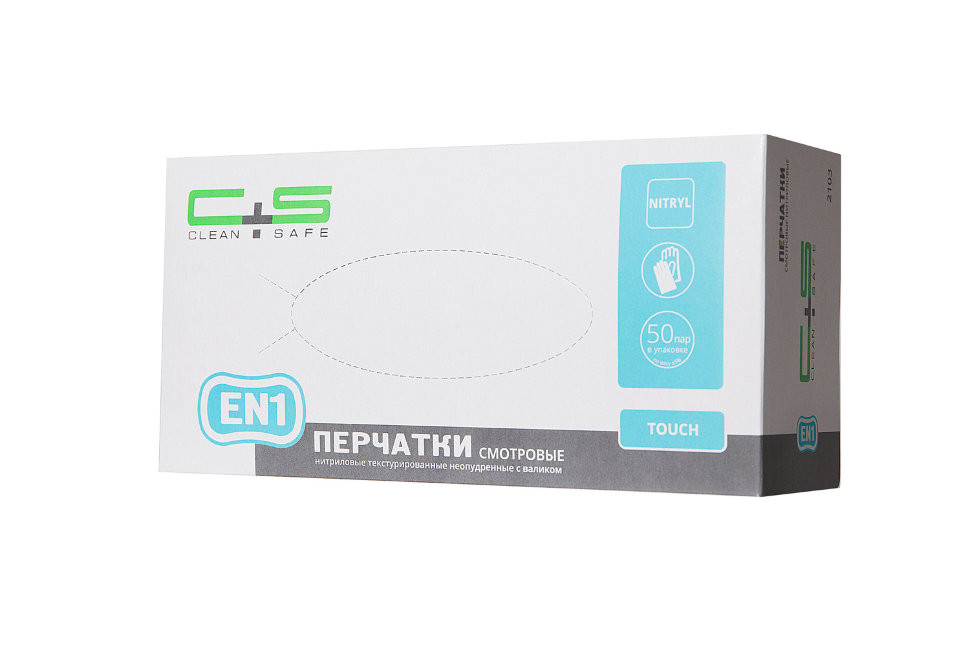 C+S
CLEAN SAFE
NITRYL
50 пар
в упаковке
EN1
ПЕРЧАТКИ СМОТРОВЫЕ
нитриловые текстурированные неопудренные с валиком
TOUCH
ПЕРЧАТКИ
2103
C+S
CLEAN SAFE
EN1